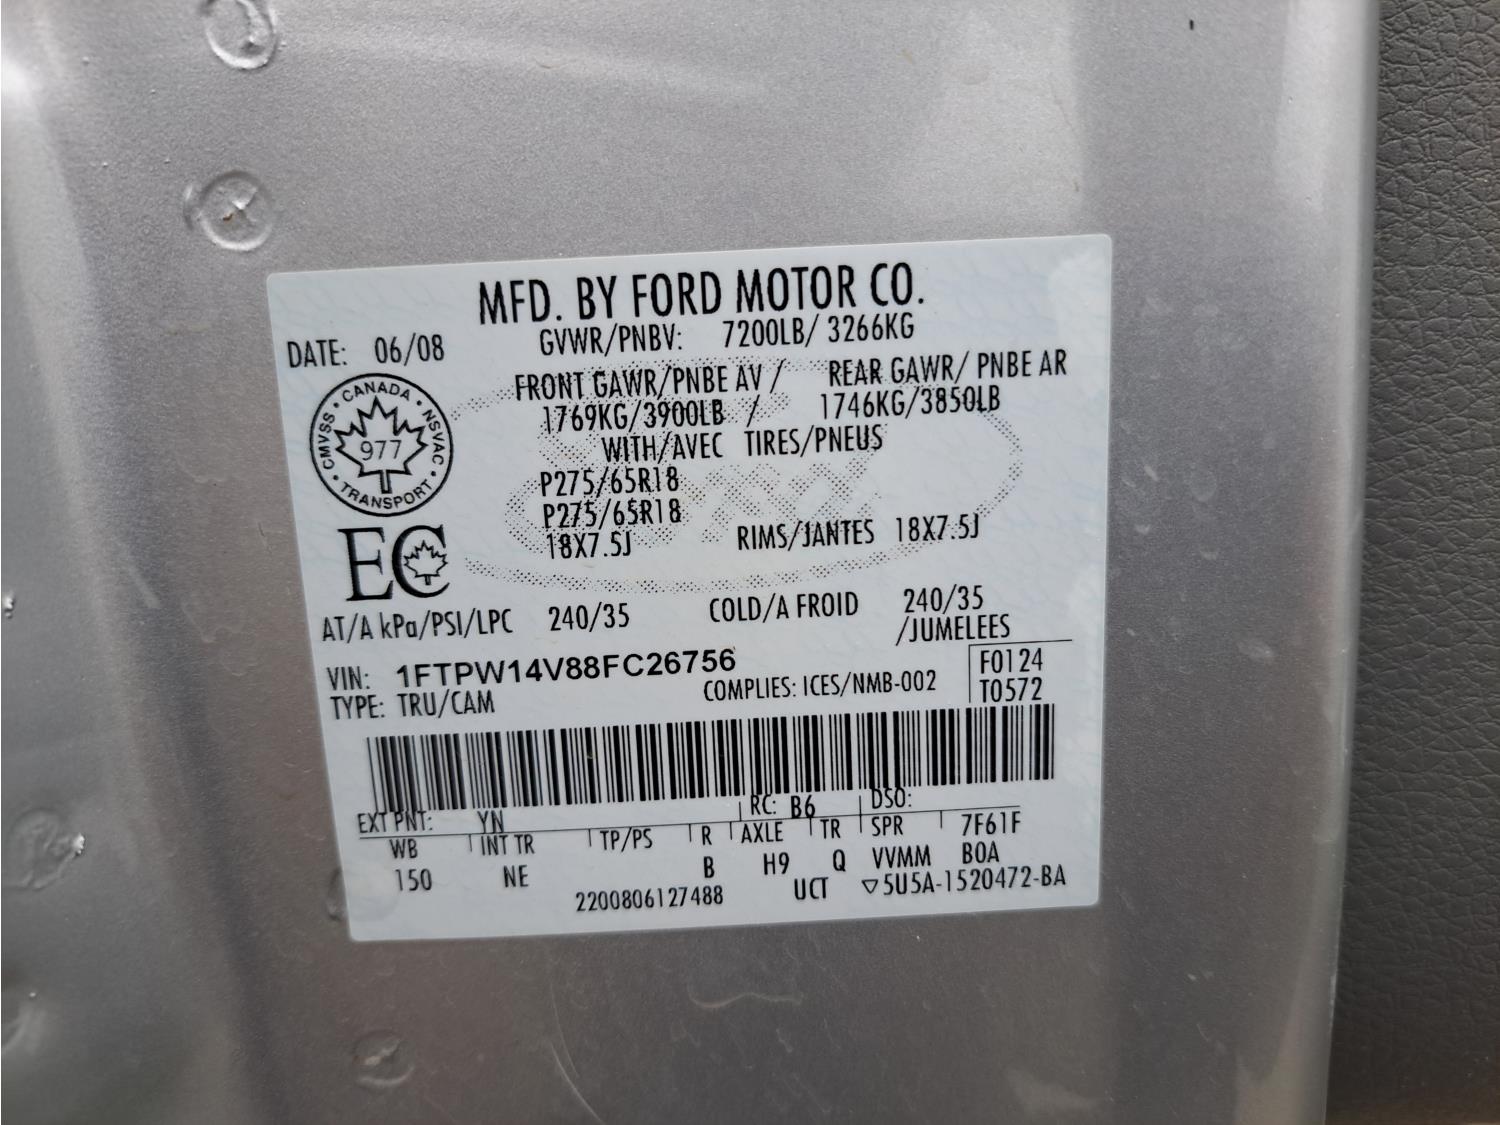 MFD. BY FORD MOTOR CO.
DATE: 06/08 GVWR/PNBV: 7200LB/ 3266KG
FRONT GAWR/PNBE AV / REAR GAWR/ PNBE AR
1769KG/3900LB / 1746KG/3850LB
WITH/AVEC TIRES/PNEUS
CANADA · NSVAC · TRANSPORT · CMVSS ·
977
P275/65R18
P275/65R18
18X7.5J RIMS/JANTES 18X7.5J
EC
AT/A kPa/PSI/LPC 240/35 COLD/A FROID 240/35
/JUMELEES
VIN: 1FTPW14V88FC26756
F0124
TYPE: TRU/CAM COMPLIES: ICES/NMB-002 T0572
EXT PNT: YN RC: B6 DSO:
WB INT TR TP/PS R AXLE TR SPR 7F61F
150 NE B H9 Q VVMM B0A
2200806127488 UCT ▽5U5A-1520472-BA